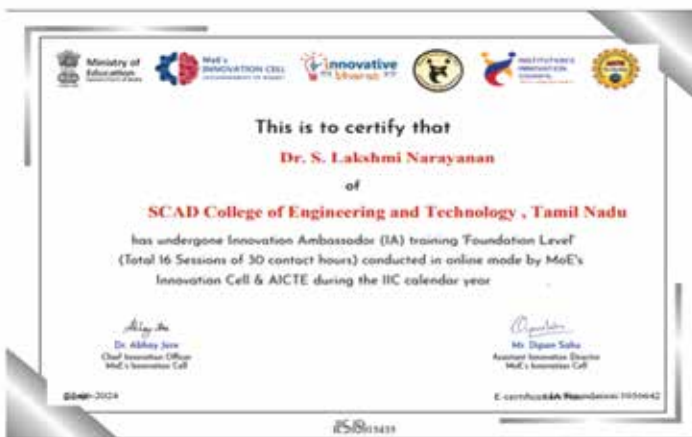 Ministry of
Education
MoE's
INNOVATION CELL
innovative
INSTITUTION'S
INNOVATION
COUNCIL
This is to certify that
Dr. S. Lakshmi Narayanan
of
SCAD College of Engineering and Technology , Tamil Nadu
has undergone Innovation Ambassador (IA) training 'Foundation Level'
(Total 16 Sessions of 30 contact hours) conducted in online mode by MoE's
Innovation Cell & AICTE during the IIC calendar year
Dr. Abhay Jere
Chief Innovation Officer
MoE's Innovation Cell
Mr. Dipan Sahu
Assistant Innovation Director
MoE's Innovation Cell
2024